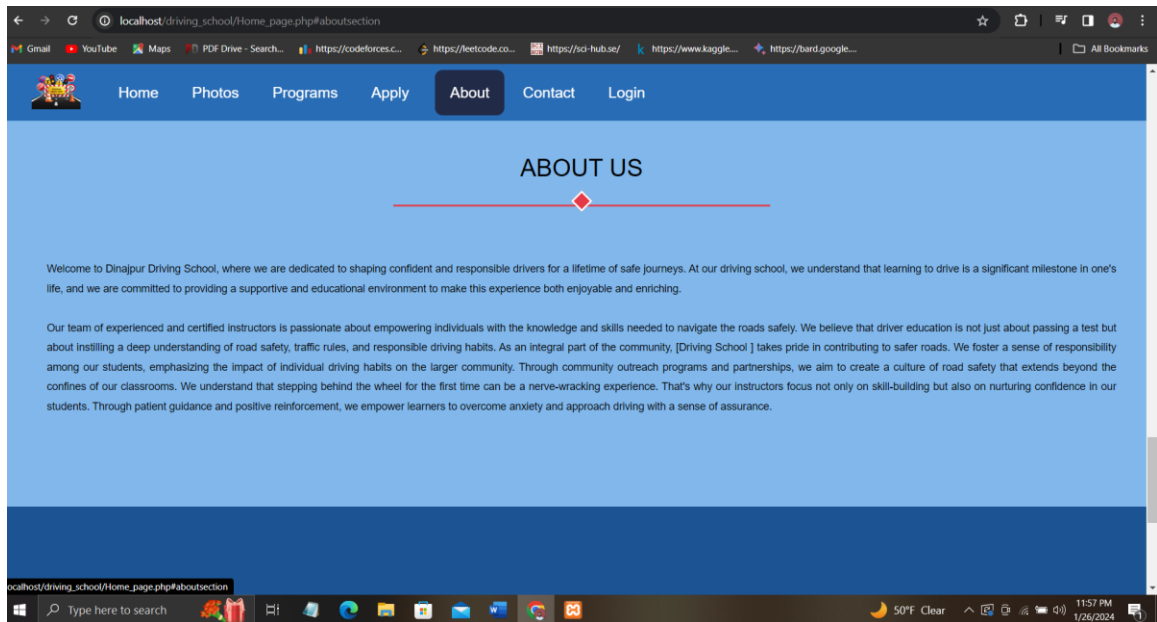 localhost/driving_school/Home_page.php#aboutsection
Gmail YouTube Maps PDF Drive - Search... https://codeforces.c... https://leetcode.co... https://sci-hub.se/ https://www.kaggle.... https://bard.google.... All Bookmarks
Home Photos Programs Apply About Contact Login
ABOUT US
Welcome to Dinajpur Driving School, where we are dedicated to shaping confident and responsible drivers for a lifetime of safe journeys. At our driving school, we understand that learning to drive is a significant milestone in one's
life, and we are committed to providing a supportive and educational environment to make this experience both enjoyable and enriching.
Our team of experienced and certified instructors is passionate about empowering individuals with the knowledge and skills needed to navigate the roads safely. We believe that driver education is not just about passing a test but
about instilling a deep understanding of road safety, traffic rules, and responsible driving habits. As an integral part of the community, [Driving School ] takes pride in contributing to safer roads. We foster a sense of responsibility
among our students, emphasizing the impact of individual driving habits on the larger community. Through community outreach programs and partnerships, we aim to create a culture of road safety that extends beyond the
confines of our classrooms. We understand that stepping behind the wheel for the first time can be a nerve-wracking experience. That's why our instructors focus not only on skill-building but also on nurturing confidence in our
students. Through patient guidance and positive reinforcement, we empower learners to overcome anxiety and approach driving with a sense of assurance.
ocalhost/driving_school/Home_page.php#aboutsection
Type here to search 50°F Clear 11:57 PM
1/26/2024